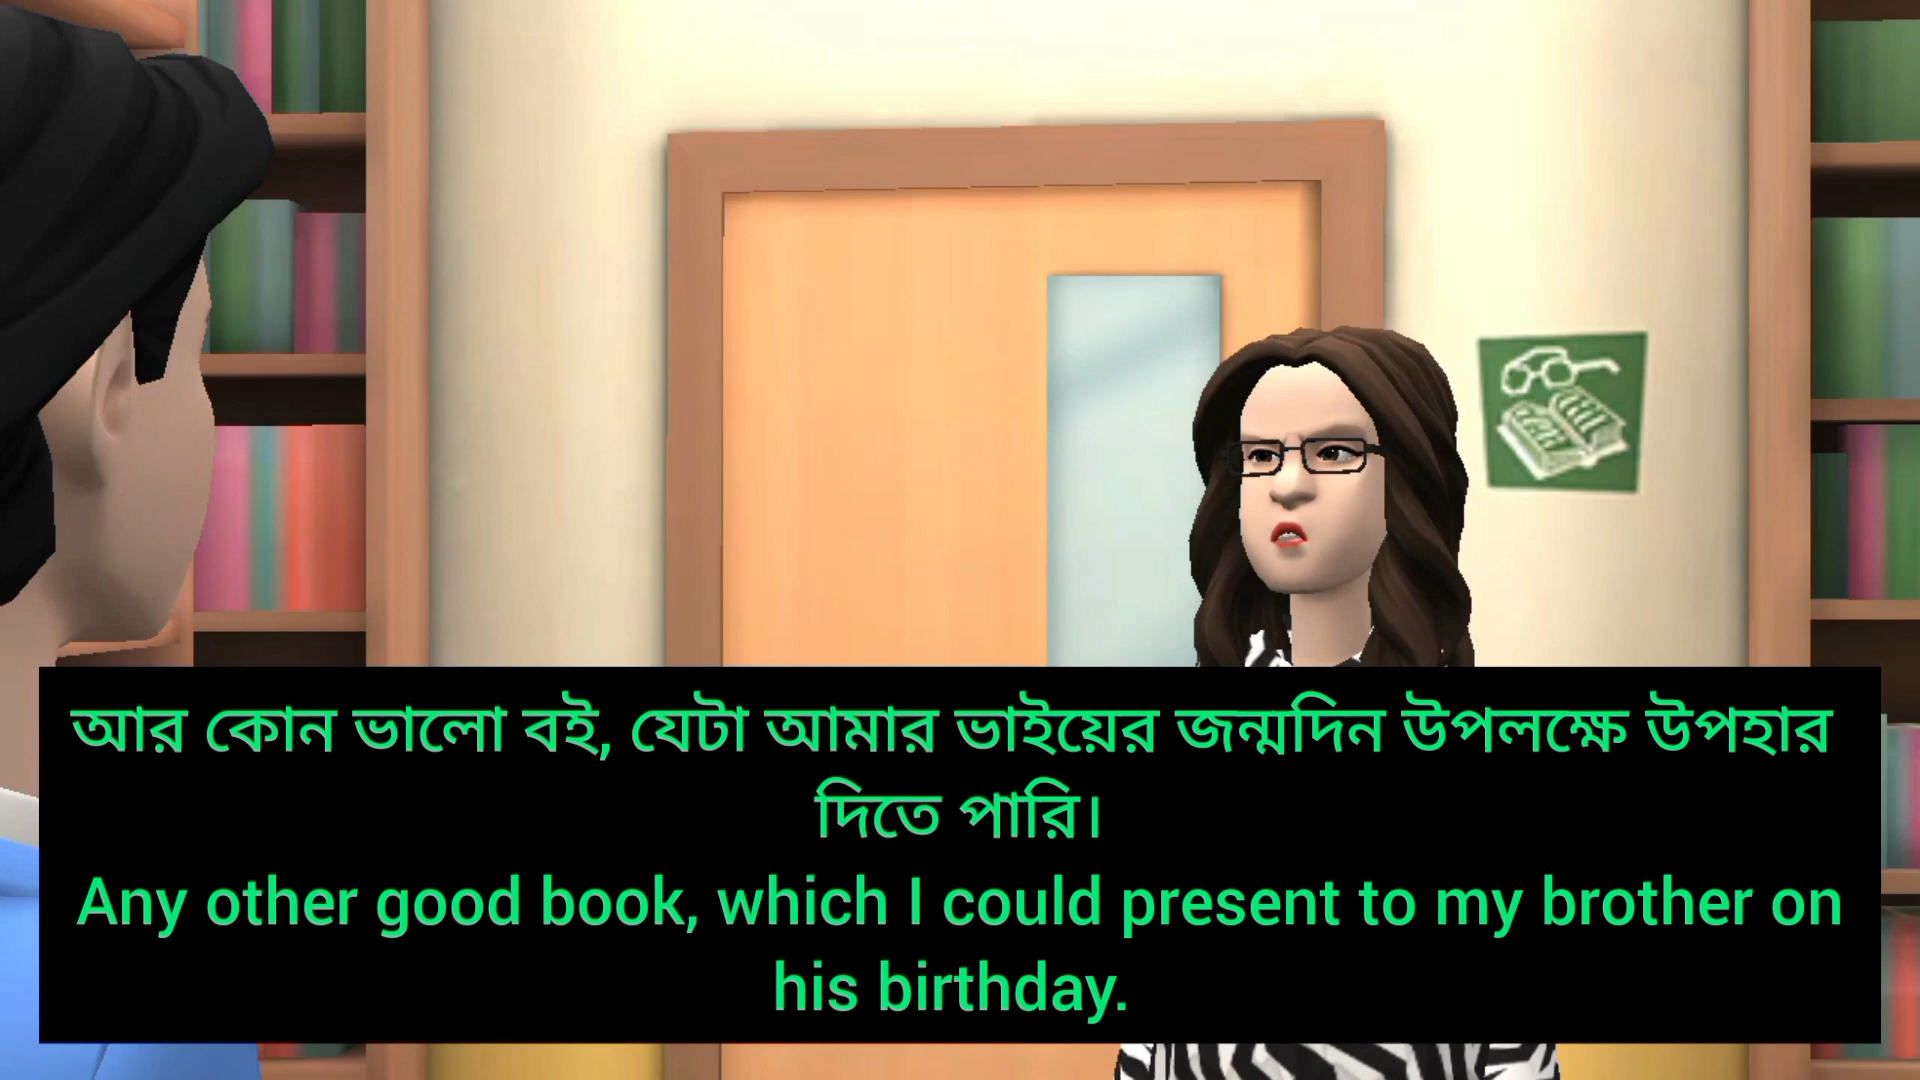 আর কোন ভালো বই, যেটা আমার ভাইয়ের জন্মদিন উপলক্ষে উপহার
দিতে পারি।
Any other good book, which I could present to my brother on
his birthday.